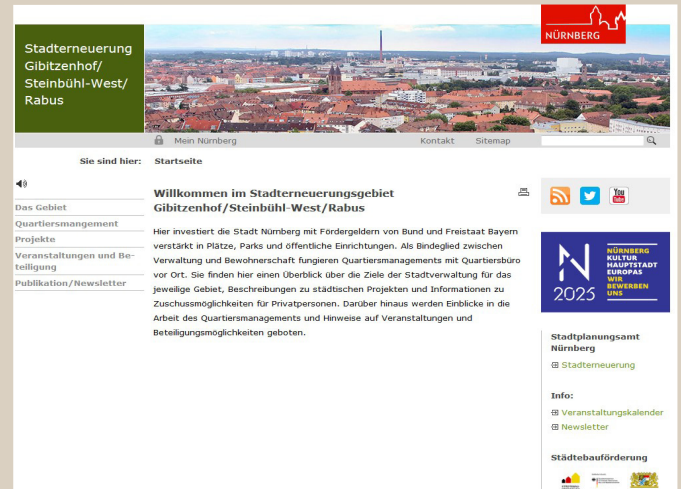 NÜRNBERG
Stadterneuerung
Gibitzenhof/
Steinbühl-West/
Rabus
Mein Nürnberg
Kontakt
Sitemap
Sie sind hier:
Startseite
Das Gebiet
Quartiersmangement
Projekte
Veranstaltungen und Be-
teiligung
Publikation/Newsletter
Willkommen im Stadterneuerungsgebiet
Gibitzenhof/Steinbühl-West/Rabus
Hier investiert die Stadt Nürnberg mit Fördergeldern von Bund und Freistaat Bayern
verstärkt in Plätze, Parks und öffentliche Einrichtungen. Als Bindeglied zwischen
Verwaltung und Bewohnerschaft fungieren Quartiersmanagements mit Quartiersbüro
vor Ort. Sie finden hier einen Überblick über die Ziele der Stadtverwaltung für das
jeweilige Gebiet, Beschreibungen zu städtischen Projekten und Informationen zu
Zuschussmöglichkeiten für Privatpersonen. Darüber hinaus werden Einblicke in die
Arbeit des Quartiersmanagements und Hinweise auf Veranstaltungen und
Beteiligungsmöglichkeiten geboten.
You
Tube
N
2025
NÜRNBERG
KULTUR
HAUPTSTADT
EUROPAS
WIR
BEWERBEN
UNS
Stadtplanungsamt
Nürnberg
Stadterneuerung
Info:
Veranstaltungskalender
Newsletter
Städtebauförderung